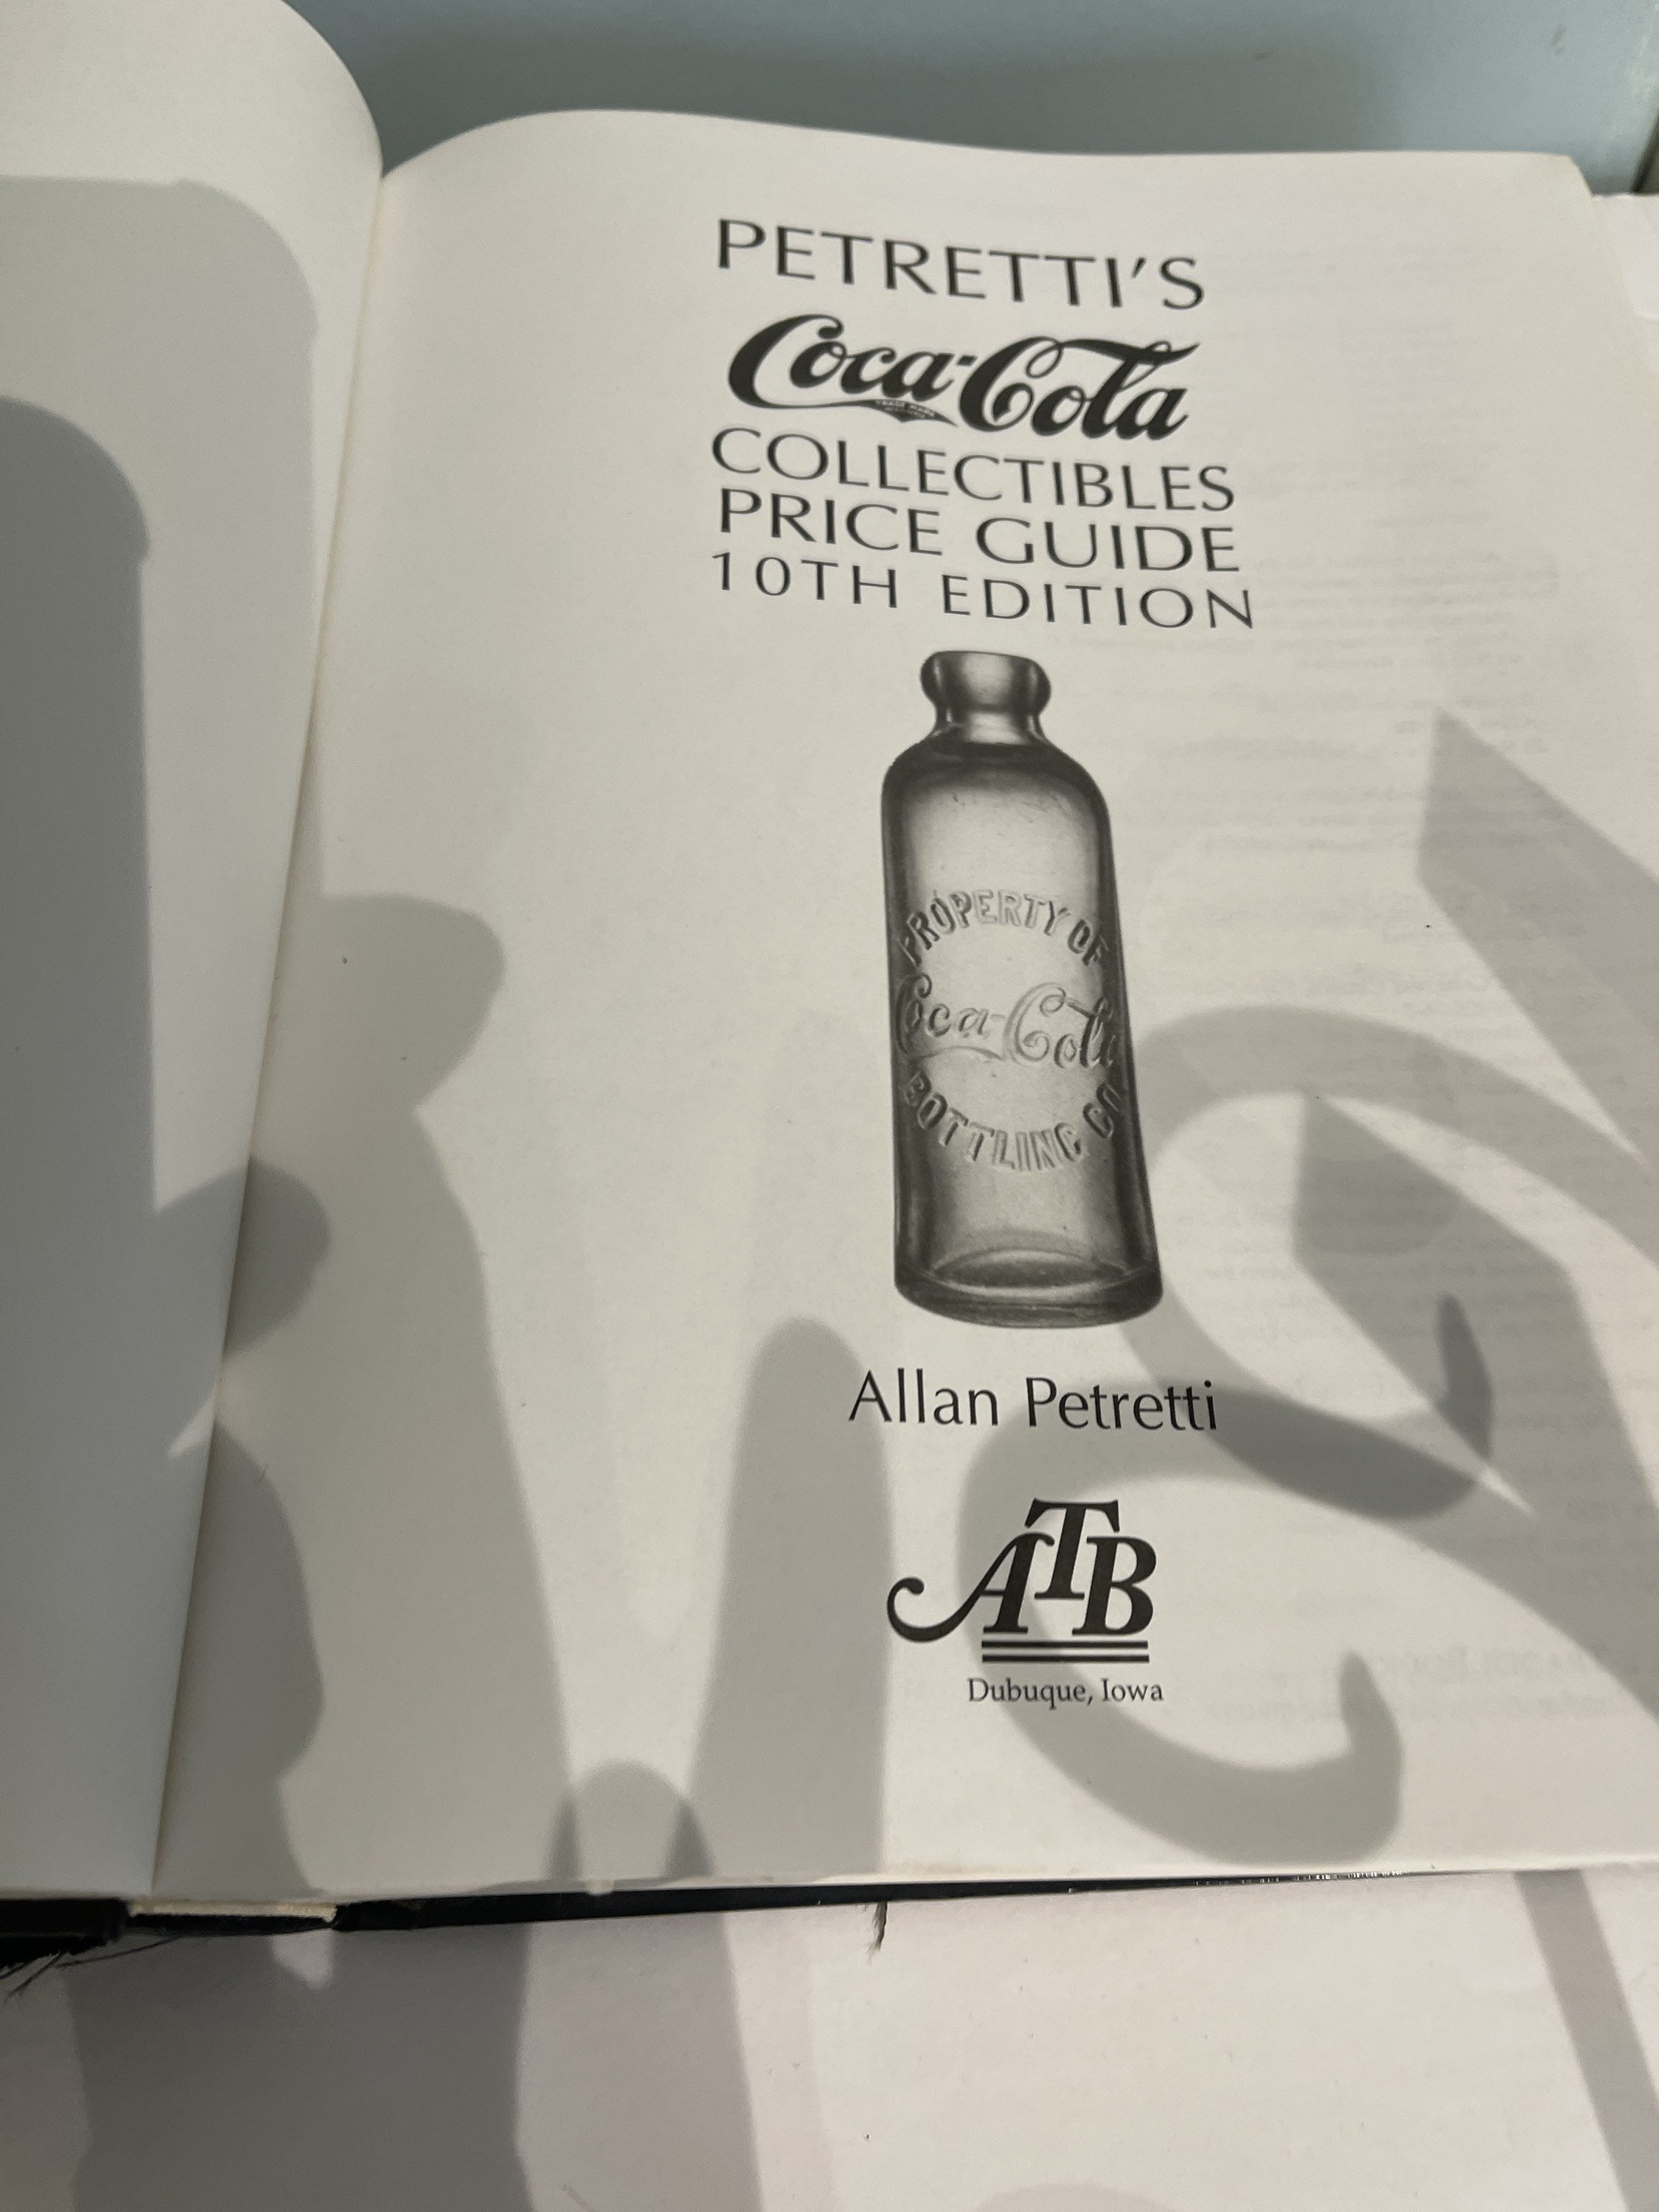 PETRETTI'S
Coca-Cola
COLLECTIBLES
PRICE GUIDE
10TH EDITION
PROPERTY OF
Coca-Cola
BOTTLING CO
Allan Petretti
ATB
Dubuque, Iowa